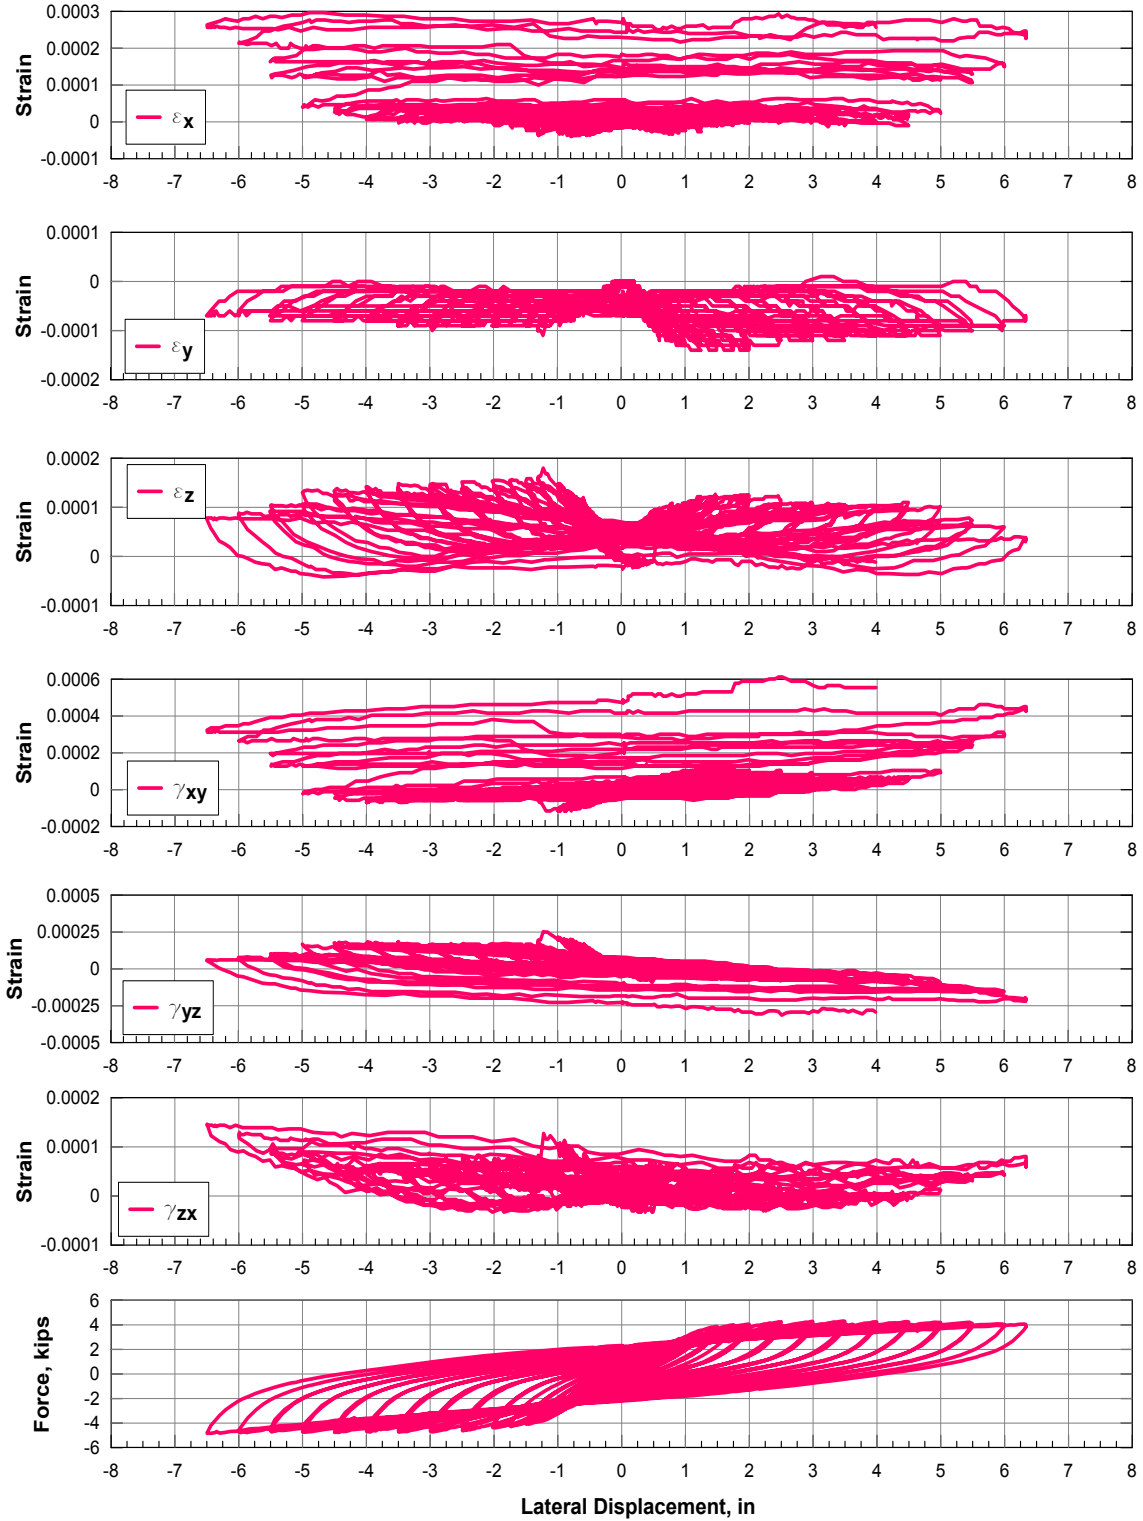 0.0003
0.0002
0.0001
0
-0.0001
Strain
εx
-8 -7 -6 -5 -4 -3 -2 -1 0 1 2 3 4 5 6 7 8
0.0001
0
-0.0001
-0.0002
Strain
εy
-8 -7 -6 -5 -4 -3 -2 -1 0 1 2 3 4 5 6 7 8
0.0002
0.0001
0
-0.0001
Strain
εz
-8 -7 -6 -5 -4 -3 -2 -1 0 1 2 3 4 5 6 7 8
0.0006
0.0004
0.0002
0
-0.0002
Strain
γxy
-8 -7 -6 -5 -4 -3 -2 -1 0 1 2 3 4 5 6 7 8
0.0005
0.00025
0
-0.00025
-0.0005
Strain
γyz
-8 -7 -6 -5 -4 -3 -2 -1 0 1 2 3 4 5 6 7 8
0.0002
0.0001
0
-0.0001
Strain
γzx
-8 -7 -6 -5 -4 -3 -2 -1 0 1 2 3 4 5 6 7 8
6
4
2
0
-2
-4
-6
Force, kips
-8 -7 -6 -5 -4 -3 -2 -1 0 1 2 3 4 5 6 7 8
Lateral Displacement, in